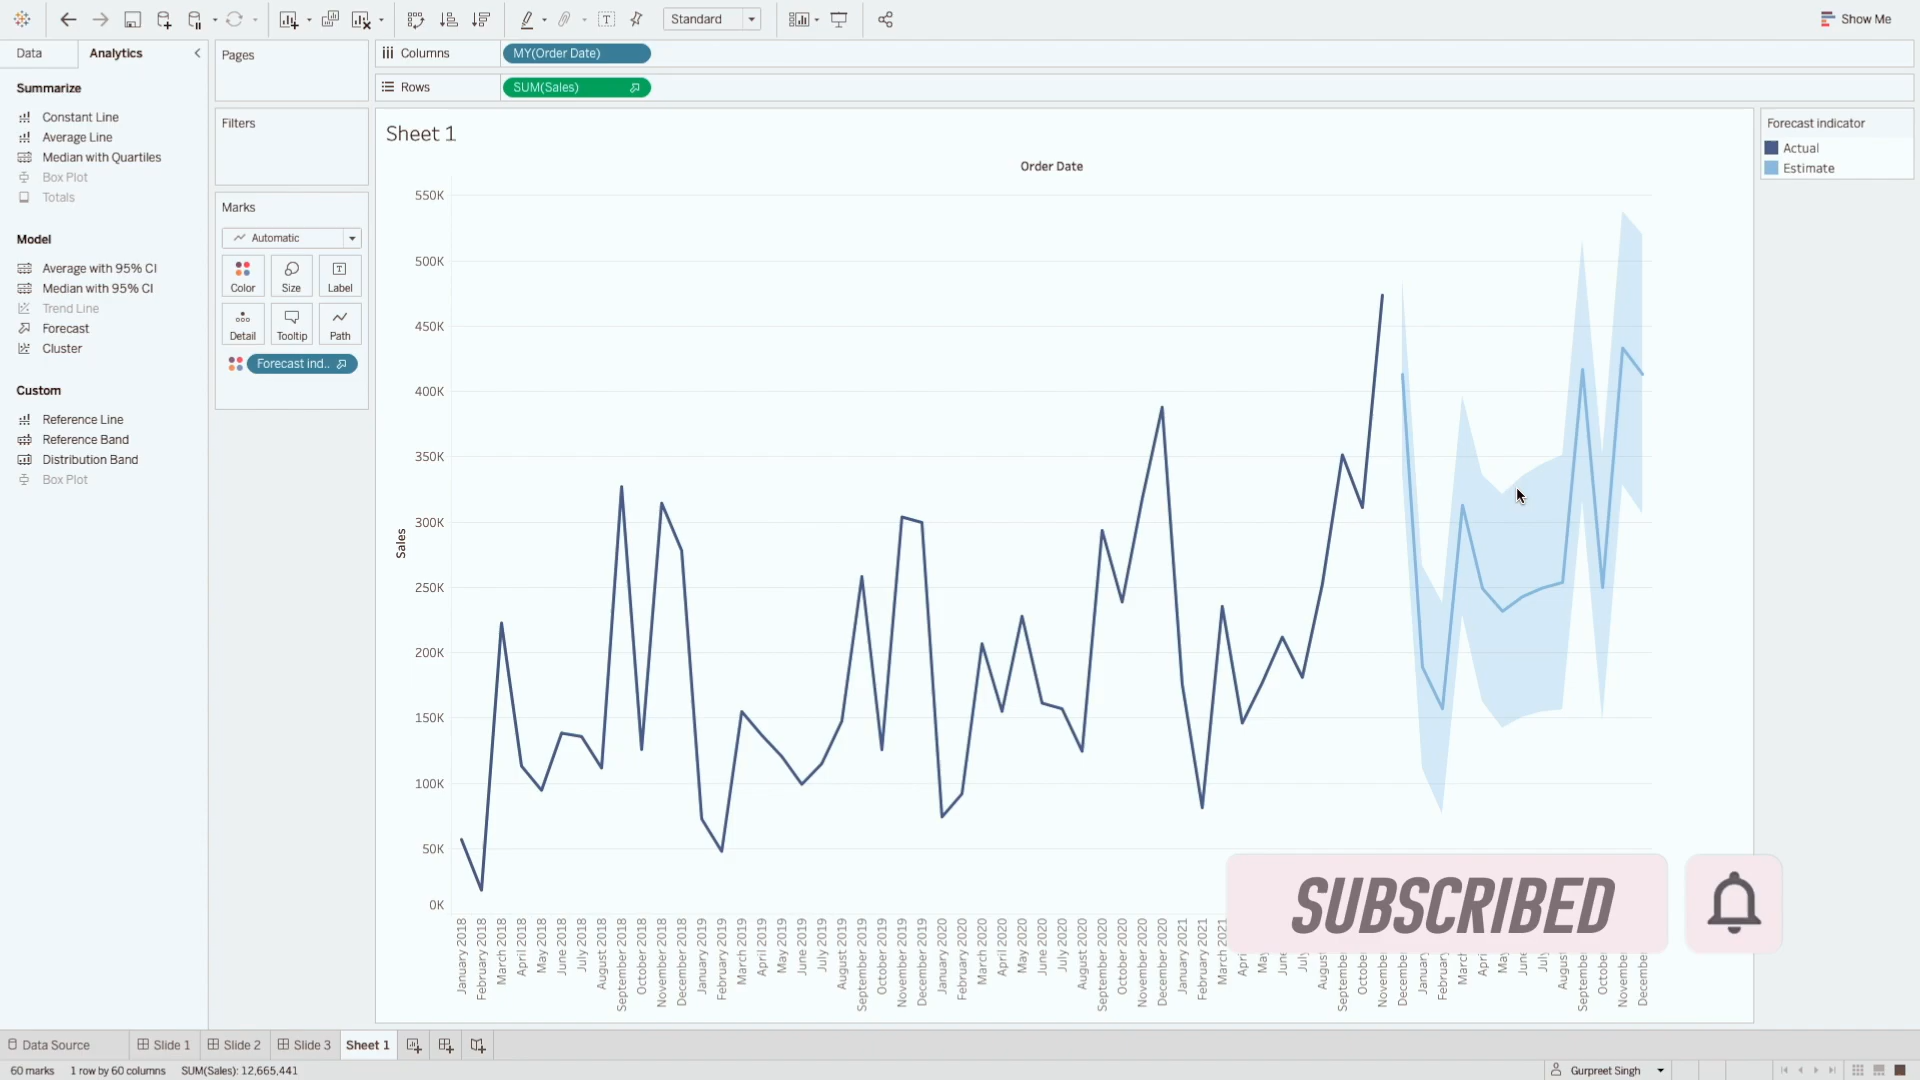 Standard
Show Me
Data
Analytics
Summarize
Constant Line
Average Line
Median with Quartiles
Box Plot
Totals
Model
Average with 95% CI
Median with 95% CI
Trend Line
Forecast
Cluster
Custom
Reference Line
Reference Band
Distribution Band
Box Plot
Pages
Filters
Marks
Automatic
Color
Size
Label
Detail
Tooltip
Path
Forecast ind..
Columns
MY(Order Date)
Rows
SUM(Sales)
Sheet 1
Order Date
550K
500K
450K
400K
350K
300K
250K
200K
150K
100K
50K
0K
Sales
January 2018
February 2018
March 2018
April 2018
May 2018
June 2018
July 2018
August 2018
September 2018
October 2018
November 2018
December 2018
January 2019
February 2019
March 2019
April 2019
May 2019
June 2019
July 2019
August 2019
September 2019
October 2019
November 2019
December 2019
January 2020
February 2020
March 2020
April 2020
May 2020
June 2020
July 2020
August 2020
September 2020
October 2020
November 2020
December 2020
January 2021
February 2021
March 2021
Forecast indicator
Actual
Estimate
SUBSCRIBED
Data Source
Slide 1
Slide 2
Slide 3
Sheet 1
60 marks
1 row by 60 columns
SUM(Sales): 12,665,441
Gurpreet Singh